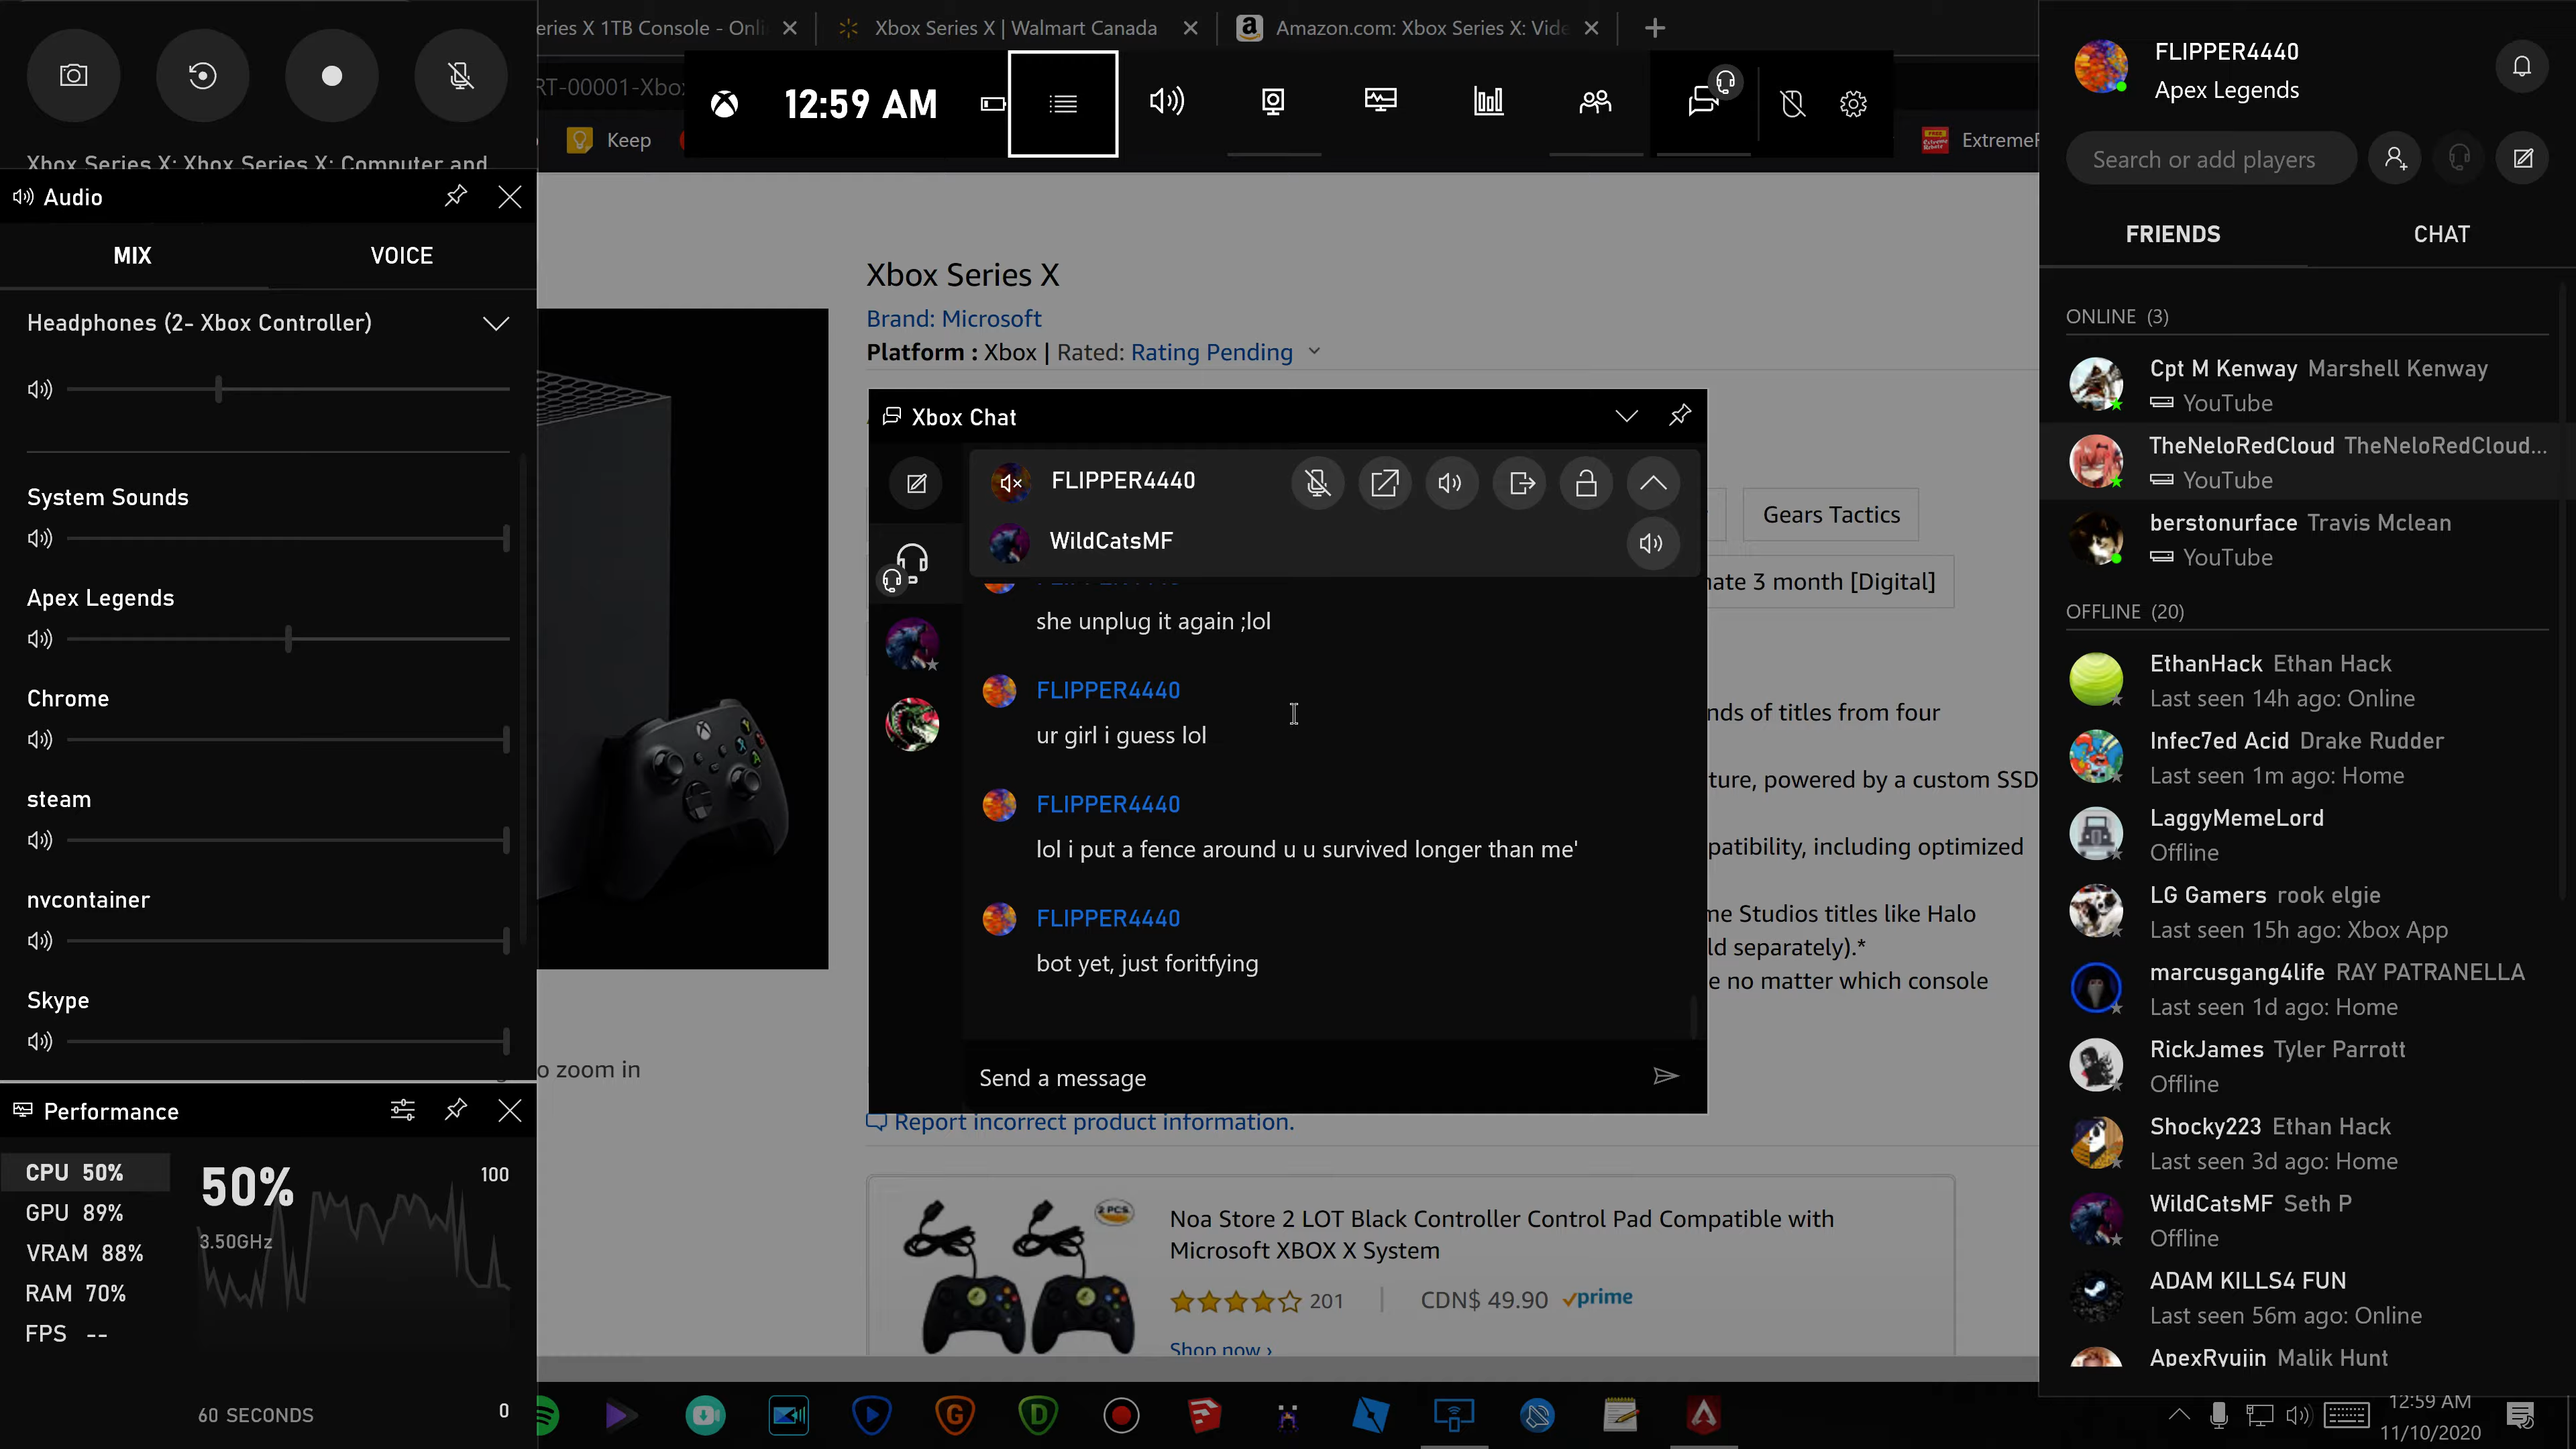 eries X 1TB Console - Onli
Xbox Series X | Walmart Canada
Amazon.com: Xbox Series X: Vide
RT-00001-Xbo
12:59 AM
Keep
ExtremeR
Xbox Series X: Xbox Series X: Computer and
Audio
MIX
VOICE
Headphones (2- Xbox Controller)
System Sounds
Apex Legends
Chrome
steam
nvcontainer
Skype
Performance
CPU 50%
GPU 89%
VRAM 88%
RAM 70%
FPS --
50%
3.50GHz
100
60 SECONDS
0
Xbox Series X
Brand: Microsoft
Platform : Xbox | Rated: Rating Pending
Xbox Chat
FLIPPER4440
WildCatsMF
she unplug it again ;lol
FLIPPER4440
ur girl i guess lol
FLIPPER4440
lol i put a fence around u u survived longer than me'
FLIPPER4440
bot yet, just foritfying
Send a message
Gears Tactics
ate 3 month [Digital]
nds of titles from four
ture, powered by a custom SSD
patibility, including optimized
me Studios titles like Halo
ld separately).*
e no matter which console
o zoom in
Report incorrect product information.
2 PCS.
Noa Store 2 LOT Black Controller Control Pad Compatible with
Microsoft XBOX X System
201
CDN$ 49.90 prime
Shop now ›
FLIPPER4440
Apex Legends
Search or add players
FRIENDS
CHAT
ONLINE (3)
Cpt M Kenway Marshell Kenway
YouTube
TheNeloRedCloud TheNeloRedCloud...
YouTube
berstonurface Travis Mclean
YouTube
OFFLINE (20)
EthanHack Ethan Hack
Last seen 14h ago: Online
Infec7ed Acid Drake Rudder
Last seen 1m ago: Home
LaggyMemeLord
Offline
LG Gamers rook elgie
Last seen 15h ago: Xbox App
marcusgang4life RAY PATRANELLA
Last seen 1d ago: Home
RickJames Tyler Parrott
Offline
Shocky223 Ethan Hack
Last seen 3d ago: Home
WildCatsMF Seth P
Offline
ADAM KILLS4 FUN
Last seen 56m ago: Online
ApexRyujin Malik Hunt
12:59 AM
11/10/2020